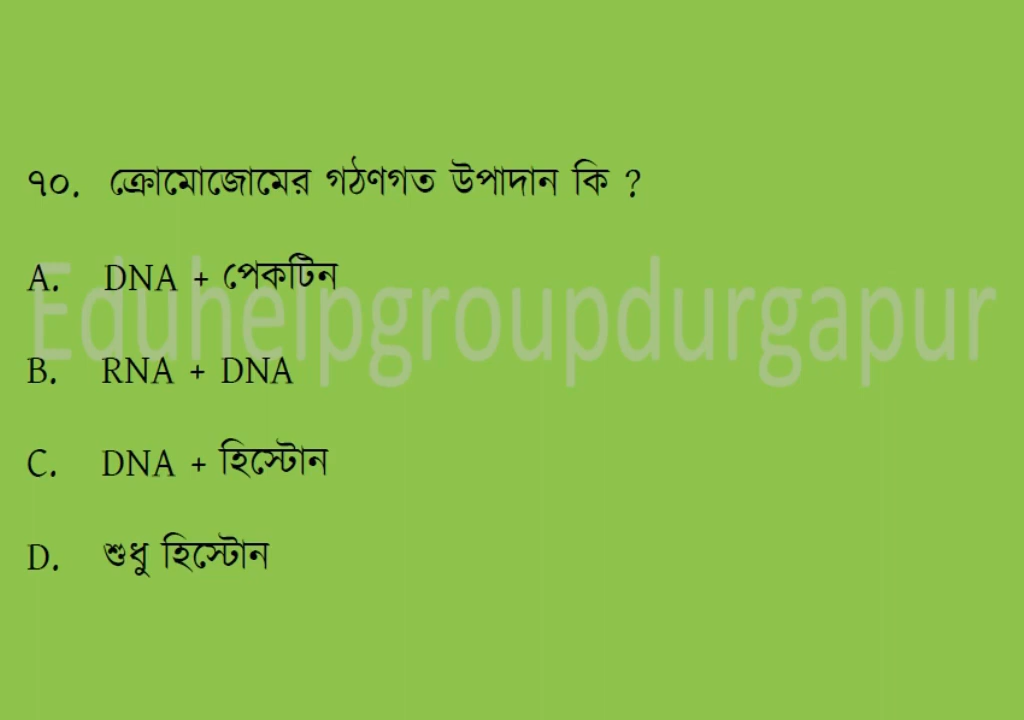 ৭০. ক্রোমোজোমের গঠণগত উপাদান কি ?
A. DNA + পেকটিন
Eduhelpgroupdurgapur
B. RNA + DNA
C. DNA + হিস্টোন
D. শুধু হিস্টোন